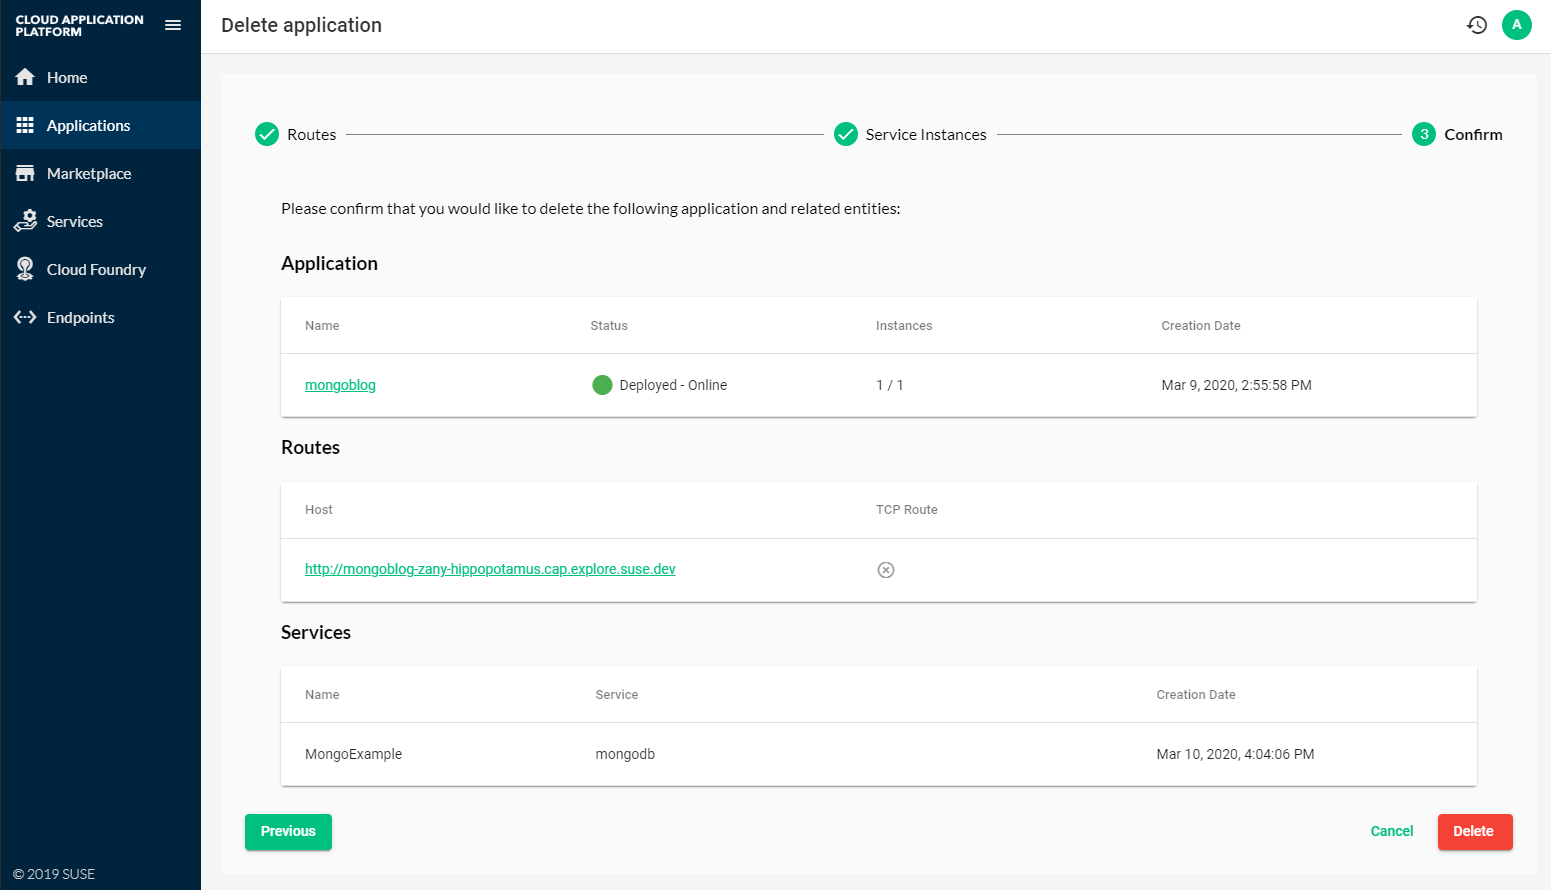 CLOUD APPLICATION
PLATFORM
Delete application
A
Home
Applications
Marketplace
Services
Cloud Foundry
Endpoints
Routes
Service Instances
3 Confirm
Please confirm that you would like to delete the following application and related entities:
Application
Name Status Instances Creation Date
mongoblog Deployed - Online 1 / 1 Mar 9, 2020, 2:55:58 PM
Routes
Host TCP Route
http://mongoblog-zany-hippopotamus.cap.explore.suse.dev
Services
Name Service Creation Date
MongoExample mongodb Mar 10, 2020, 4:04:06 PM
Previous Cancel Delete
© 2019 SUSE